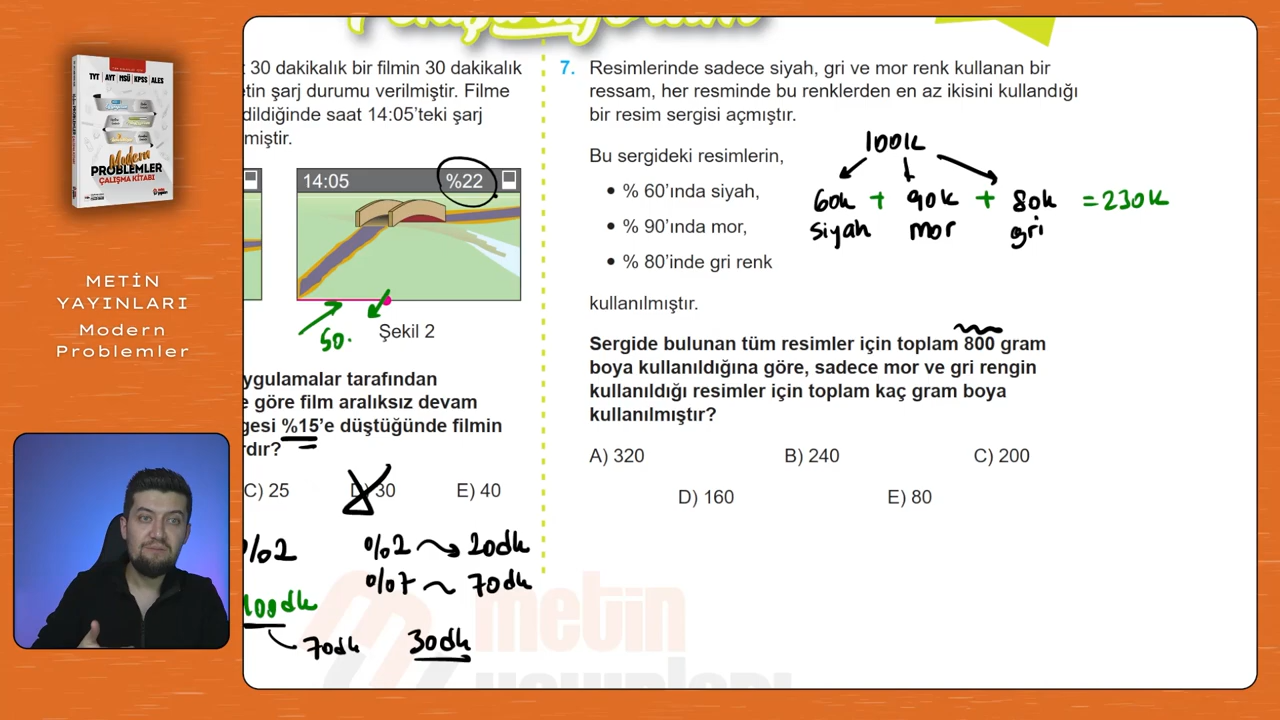 TYT | AYT | MSÜ | KPSS | ALES
Modern
PROBLEMLER
ÇALIŞMA KİTABI
METİN
YAYINLARI
Modern
Problemler
30 dakikalık bir filmin 30 dakikalık
tin şarj durumu verilmiştir. Filme
dildiğinde saat 14:05'teki şarj
miştir.
14:05
%22
50.
Şekil 2
ygulamalar tarafından
e göre film aralıksız devam
gesi %15'e düştüğünde filmin
rdır?
C) 25
D) 30
E) 40
%2
%2 20dk
100dk
%7 70dk
70dk
30dk
7. Resimlerinde sadece siyah, gri ve mor renk kullanan bir
ressam, her resminde bu renklerden en az ikisini kullandığı
bir resim sergisi açmıştır.
100k
Bu sergideki resimlerin,
• % 60'ında siyah,
• % 90'ında mor,
• % 80'inde gri renk
60k + 90k + 80k = 230k
siyah mor gri
kullanılmıştır.
Sergide bulunan tüm resimler için toplam 800 gram
boya kullanıldığına göre, sadece mor ve gri rengin
kullanıldığı resimler için toplam kaç gram boya
kullanılmıştır?
A) 320
B) 240
C) 200
D) 160
E) 80
metin